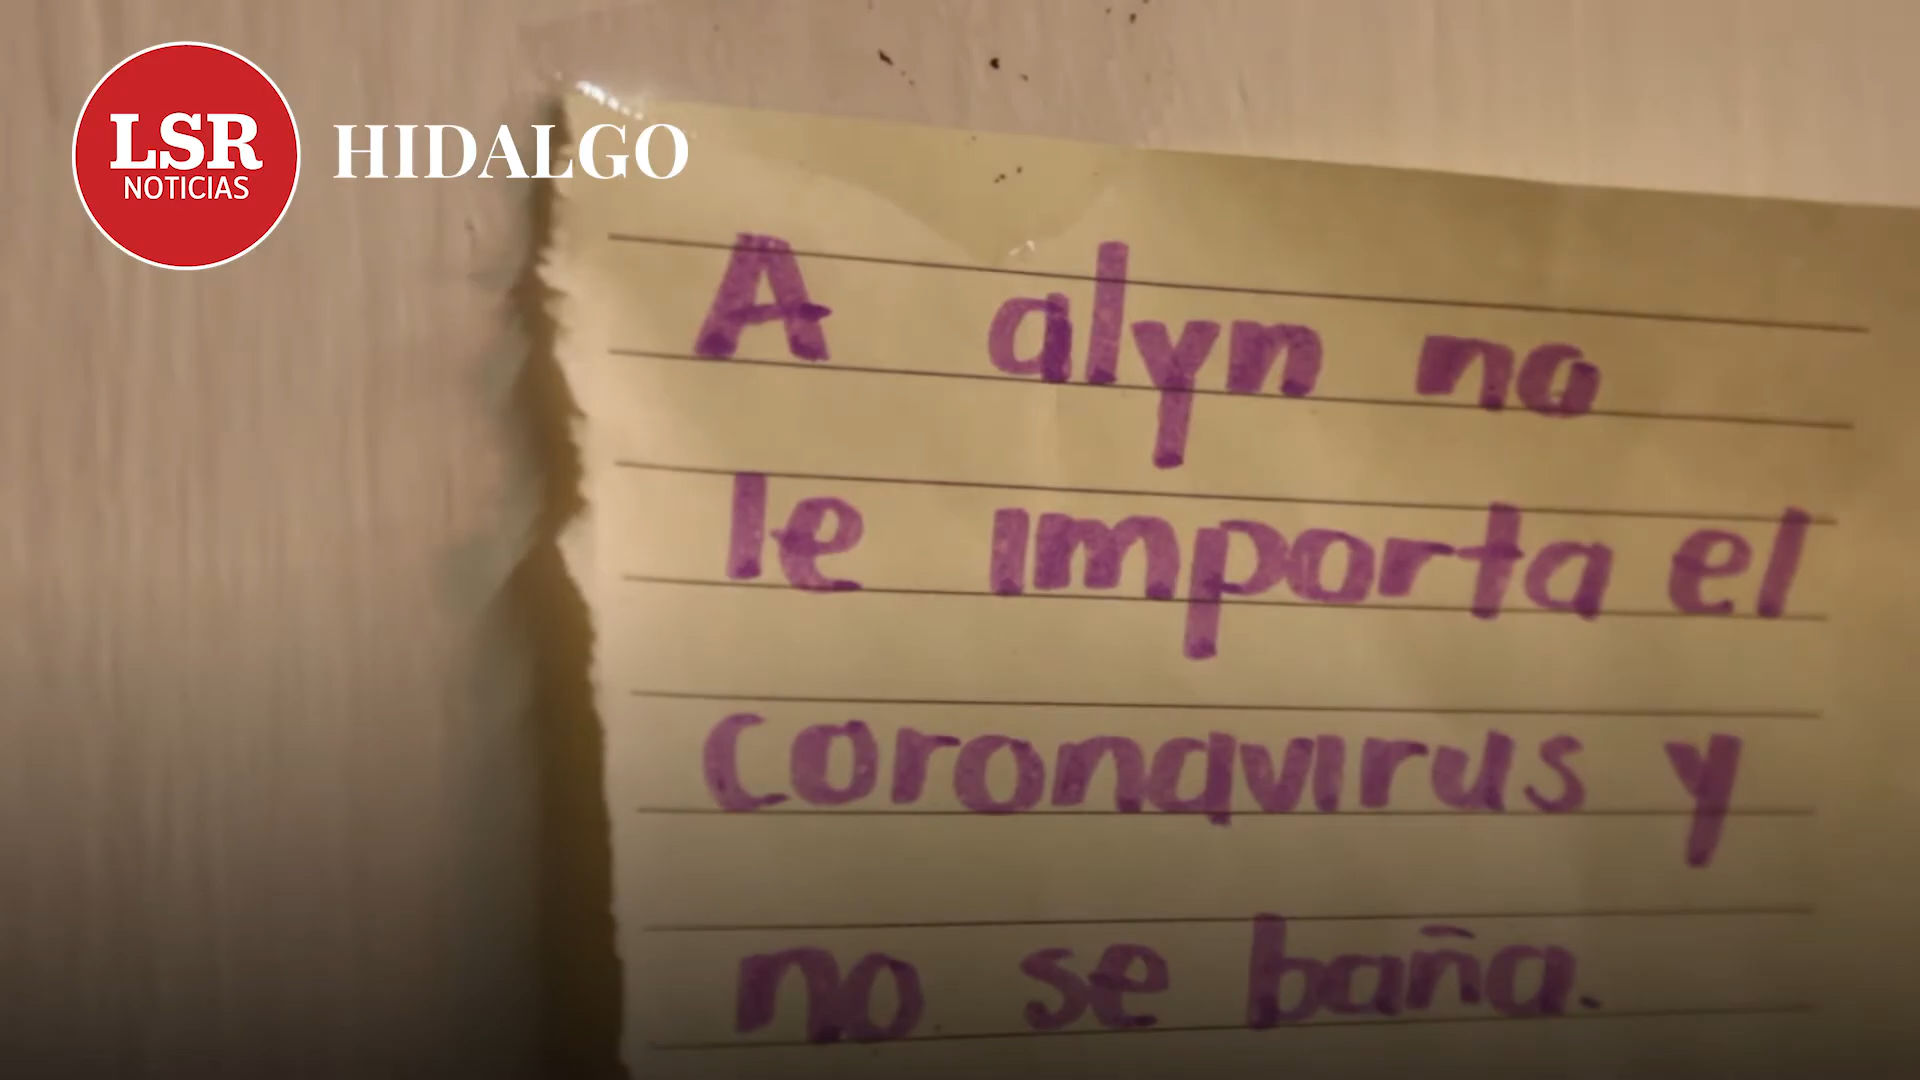 LSR
NOTICIAS
HIDALGO
A alyn no
le importa el
coronavirus y
no se baña.